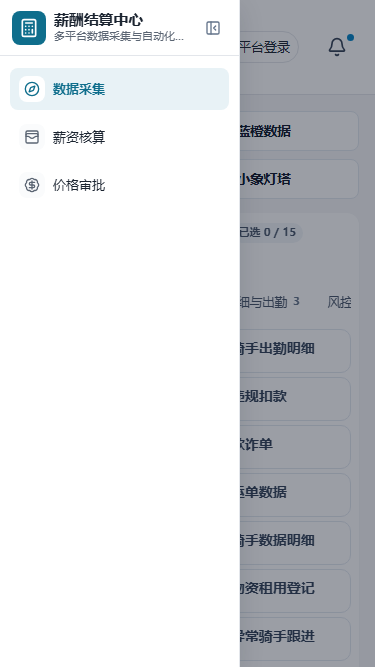 薪酬结算中心
多平台数据采集与自动化...
数据采集
薪资核算
价格审批
平台登录
蓝橙数据
小象灯塔
已选 0 / 15
细与出勤 3 风控
骑手出勤明细
违规扣款
欺诈单
运单数据
骑手数据明细
物资租用登记
异常骑手跟进